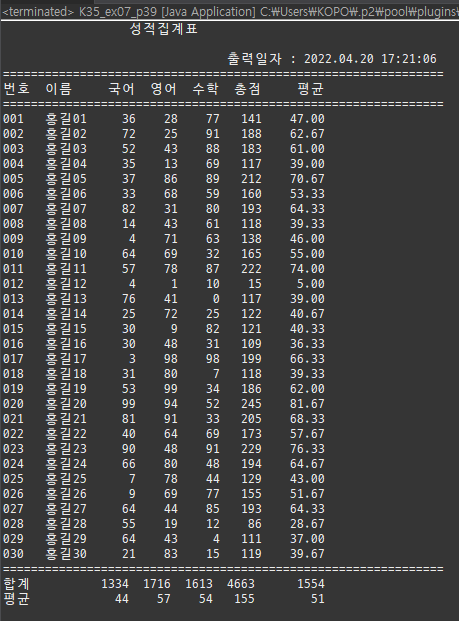 <terminated> K35_ex07_p39 [Java Application] C:₩Users₩KOPO₩.p2₩pool₩plugins₩
성적집계표
출력일자 : 2022.04.20 17:21:06
===============================================================
번호 이름 국어 영어 수학 총점 평균
===============================================================
001 홍길01 36 28 77 141 47.00
002 홍길02 72 25 91 188 62.67
003 홍길03 52 43 88 183 61.00
004 홍길04 35 13 69 117 39.00
005 홍길05 37 86 89 212 70.67
006 홍길06 33 68 59 160 53.33
007 홍길07 82 31 80 193 64.33
008 홍길08 14 43 61 118 39.33
009 홍길09 4 71 63 138 46.00
010 홍길10 64 69 32 165 55.00
011 홍길11 57 78 87 222 74.00
012 홍길12 4 1 10 15 5.00
013 홍길13 76 41 0 117 39.00
014 홍길14 25 72 25 122 40.67
015 홍길15 30 9 82 121 40.33
016 홍길16 30 48 31 109 36.33
017 홍길17 3 98 98 199 66.33
018 홍길18 31 80 7 118 39.33
019 홍길19 53 99 34 186 62.00
020 홍길20 99 94 52 245 81.67
021 홍길21 81 91 33 205 68.33
022 홍길22 40 64 69 173 57.67
023 홍길23 90 48 91 229 76.33
024 홍길24 66 80 48 194 64.67
025 홍길25 7 78 44 129 43.00
026 홍길26 9 69 77 155 51.67
027 홍길27 64 44 85 193 64.33
028 홍길28 55 19 12 86 28.67
029 홍길29 64 43 4 111 37.00
030 홍길30 21 83 15 119 39.67
===============================================================
합계 1334 1716 1613 4663 1554
평균 44 57 54 155 51